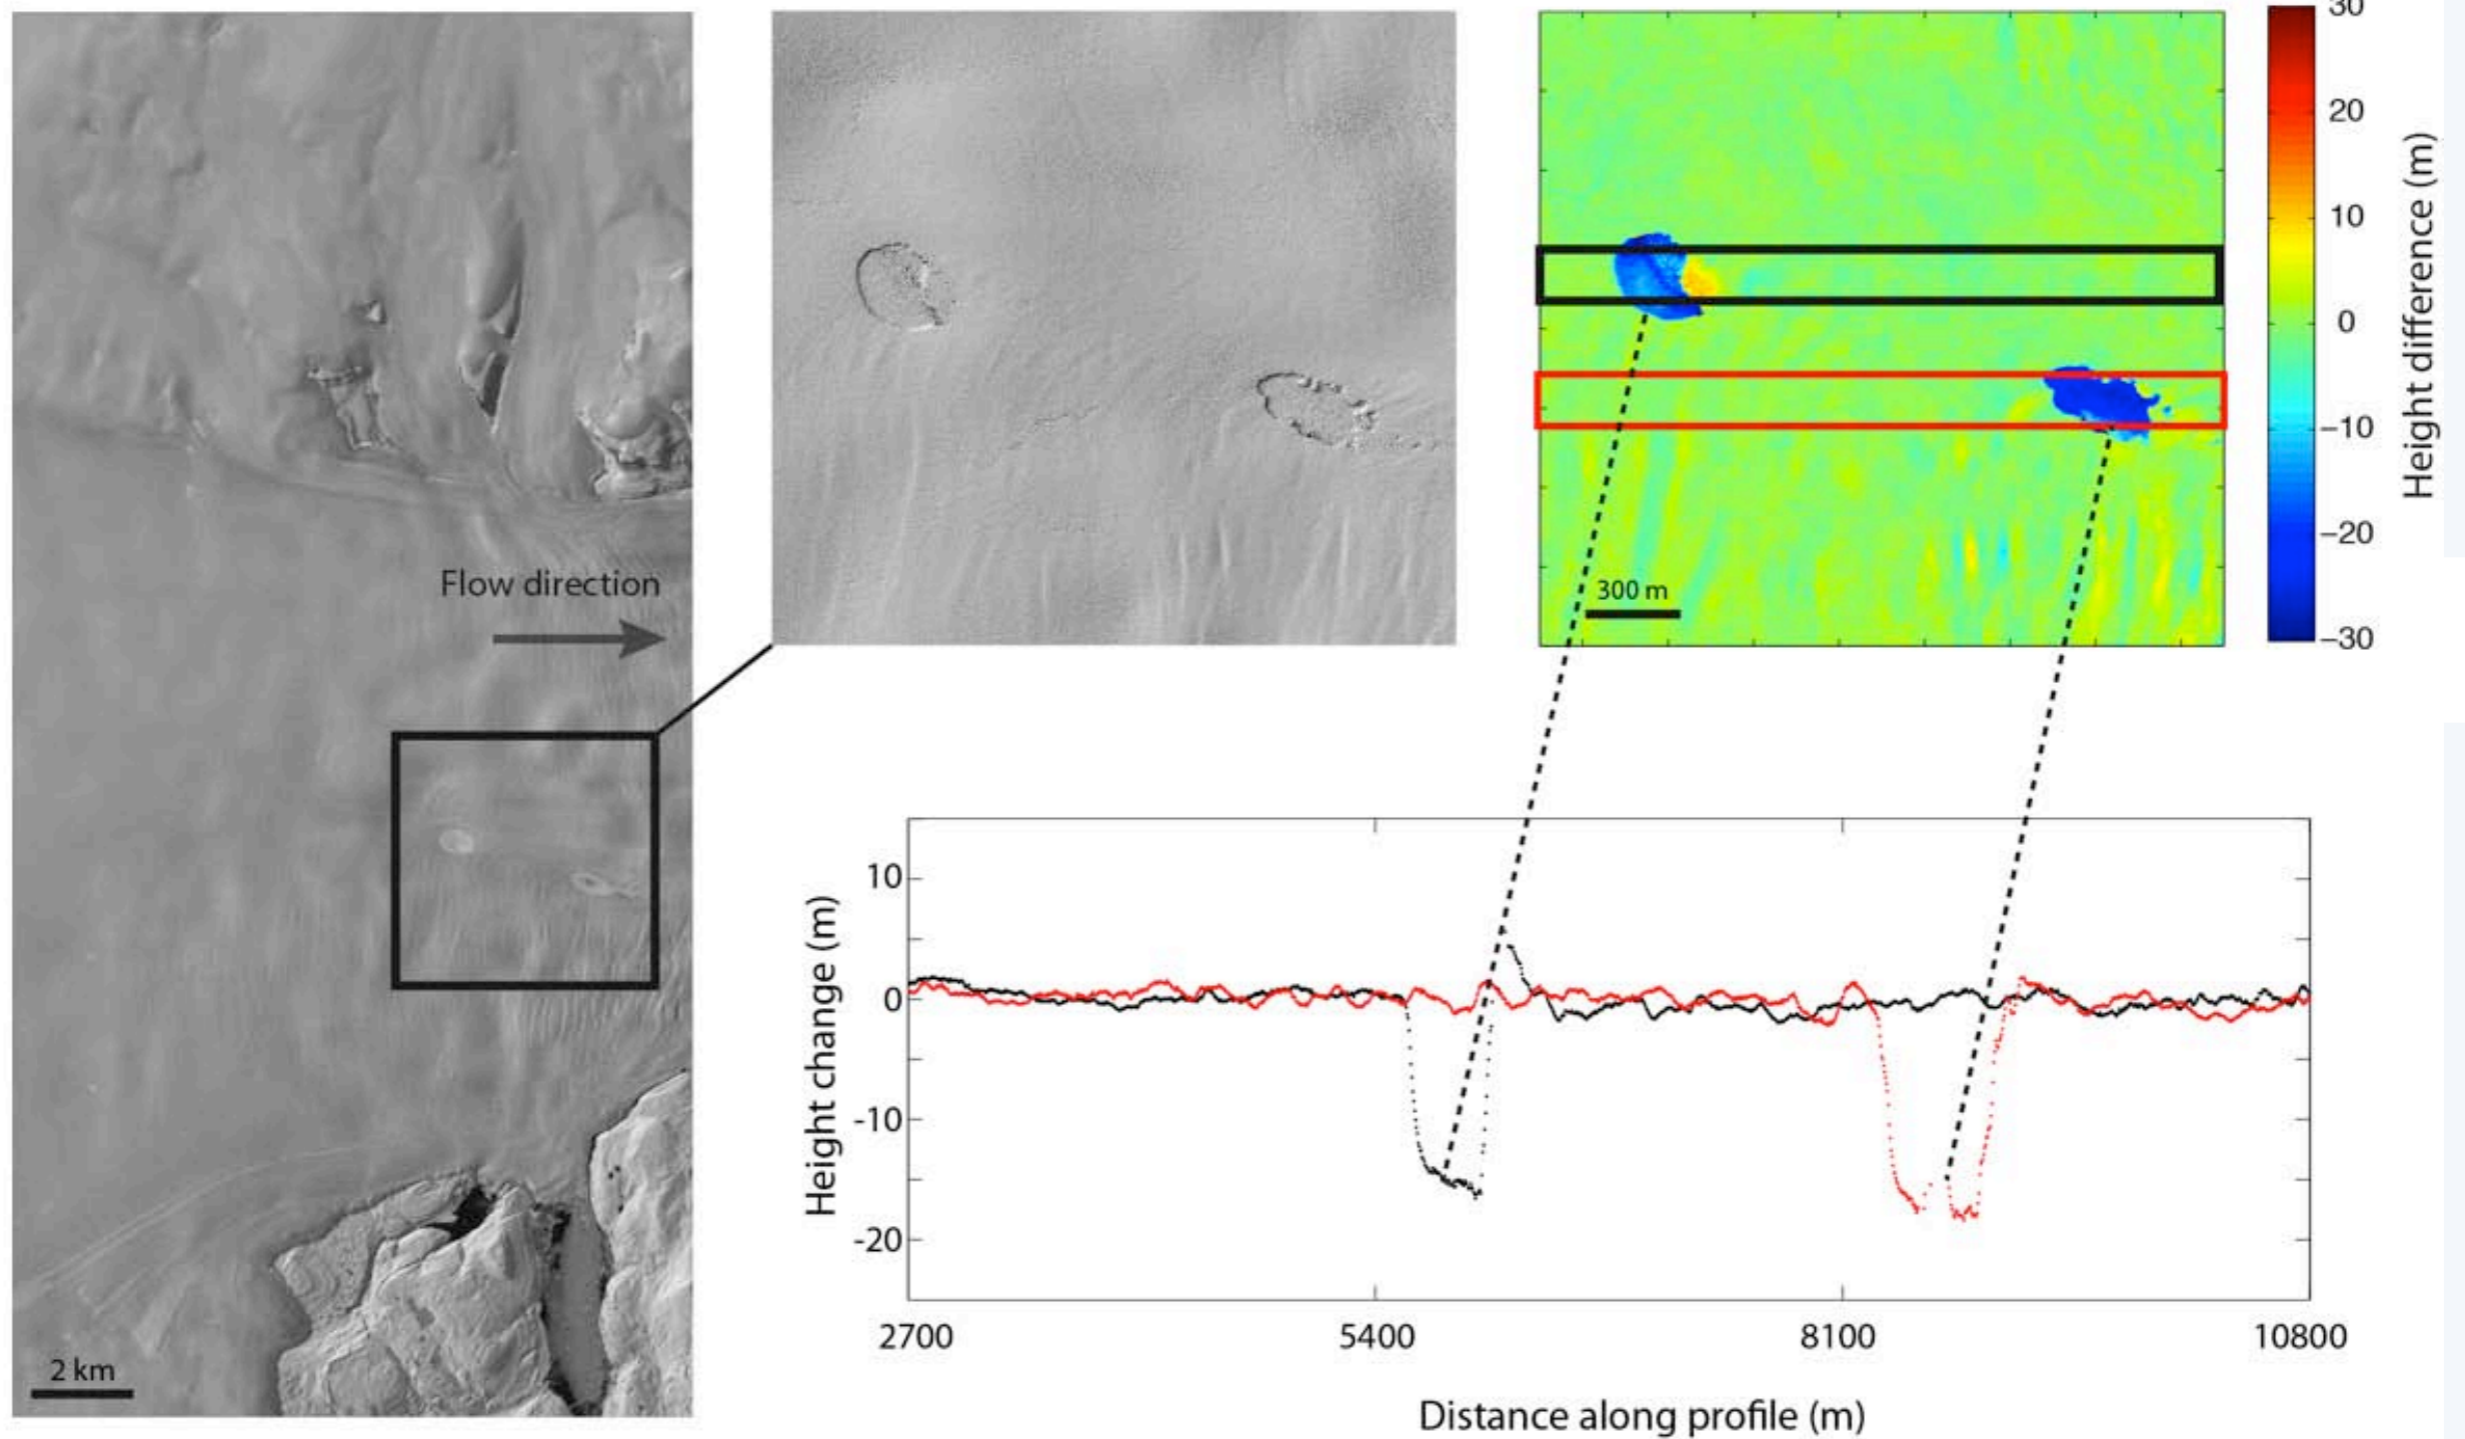 Flow direction
2 km
300 m
30
20
10
0
−10
−20
−30
Height difference (m)
10
0
-10
-20
Height change (m)
2700
5400
8100
10800
Distance along profile (m)